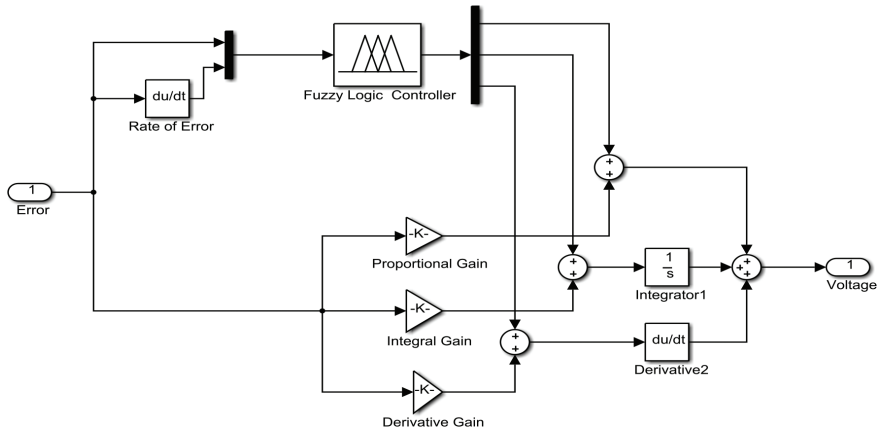 du/dt
Rate of Error
Fuzzy Logic Controller
1
Error
+
+
-K-
Proportional Gain
+
+
1
s
Integrator1
+
+
+
1
Voltage
-K-
Integral Gain
+
+
du/dt
Derivative2
-K-
Derivative Gain